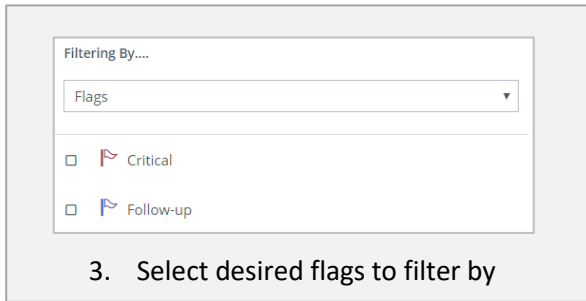 Filtering By....
Flags
Critical
Follow-up
3. Select desired flags to filter by